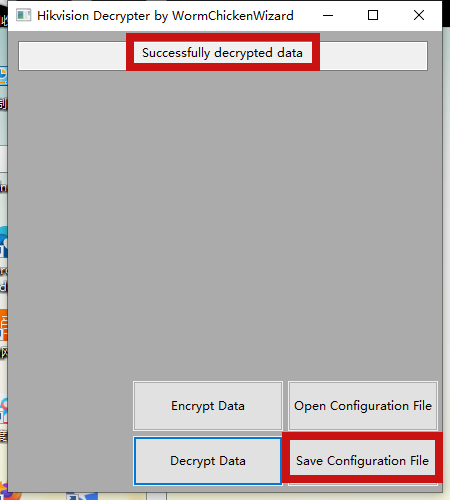 Hikvision Decrypter by WormChickenWizard
Successfully decrypted data
Encrypt Data
Open Configuration File
Decrypt Data
Save Configuration File